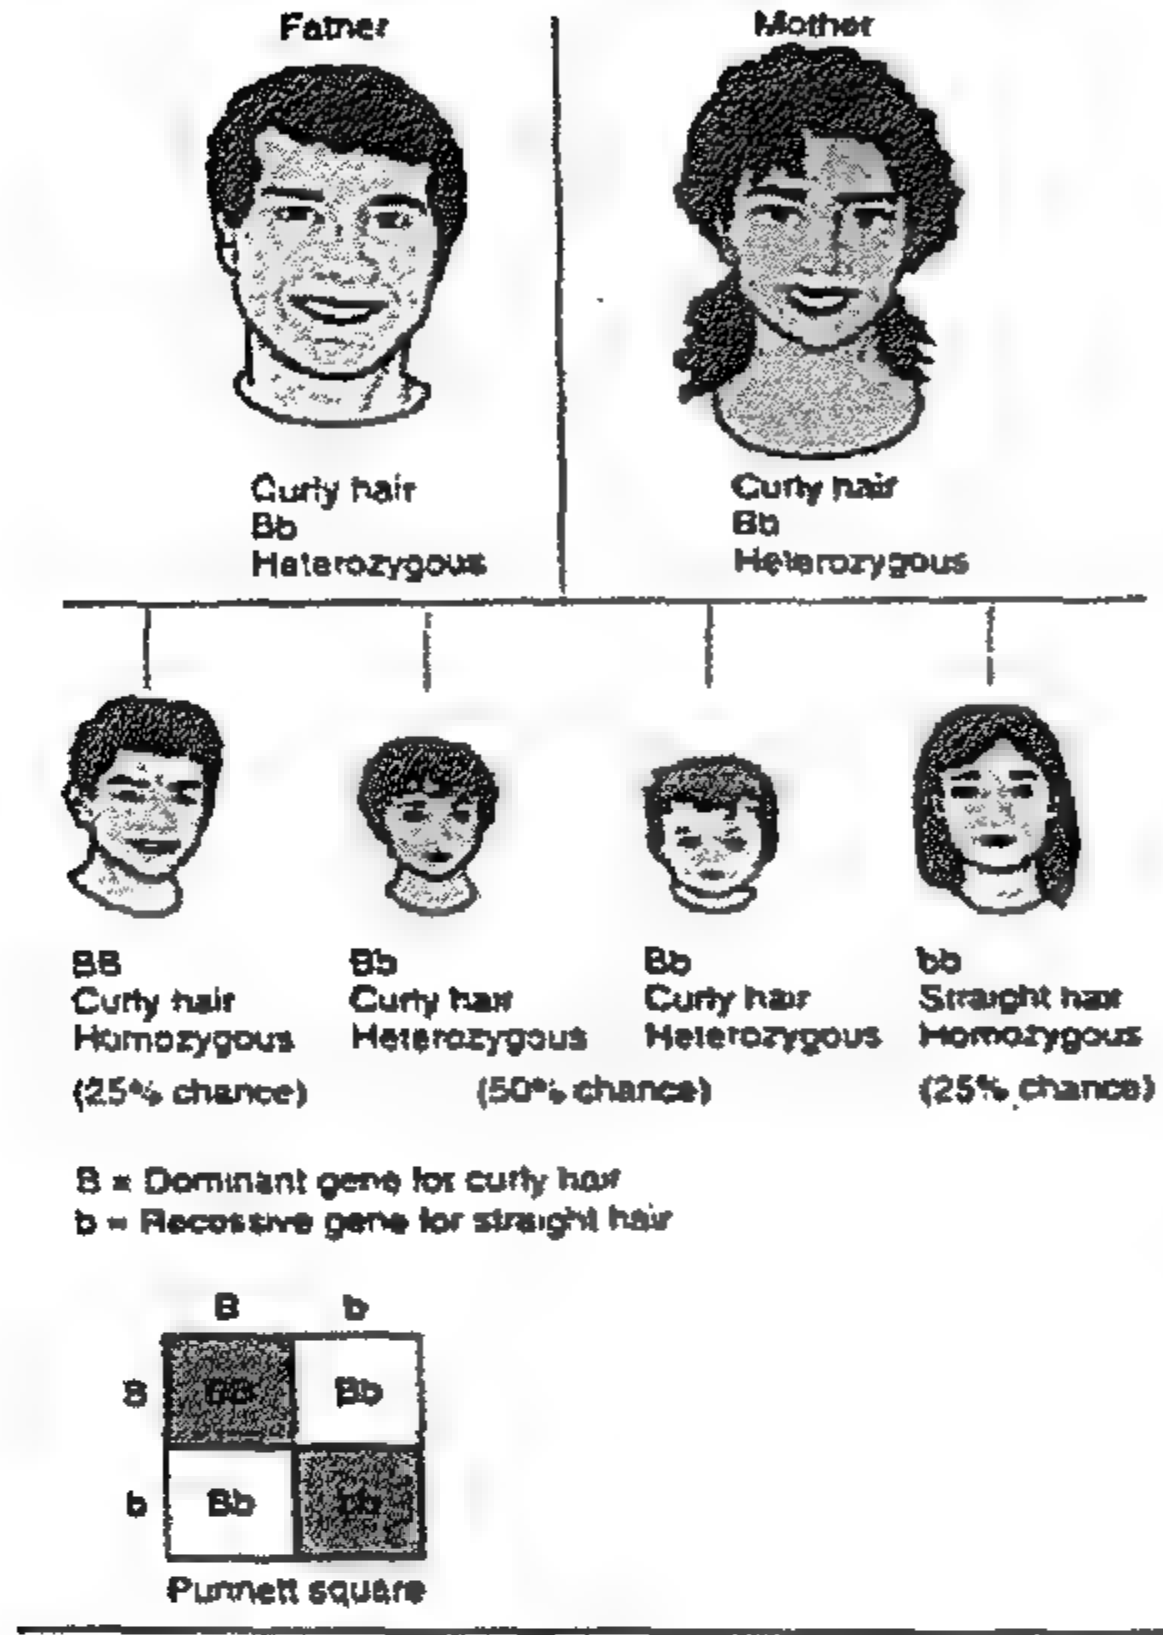 Father
Mother
Curly hair
Bb
Heterozygous
Curly hair
Bb
Heterozygous
BB
Curly hair
Homozygous
(25% chance)
Bb
Curly hair
Heterozygous
Bb
Curly hair
Heterozygous
(50% chance)
bb
Straight hair
Homozygous
(25% chance)
B = Dominant gene for curly hair
b = Recessive gene for straight hair
B b
B BB Bb
b Bb bb
Punnett square